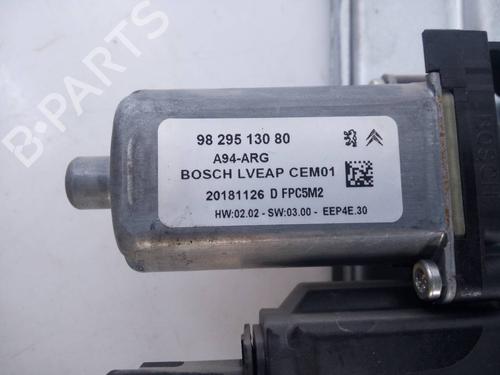 B-PARTS
98 295 130 80
A94-ARG
BOSCH LVEAP CEM01
20181126 D FPC5M2
HW:02.02 - SW:03.00 - EEP4E.30